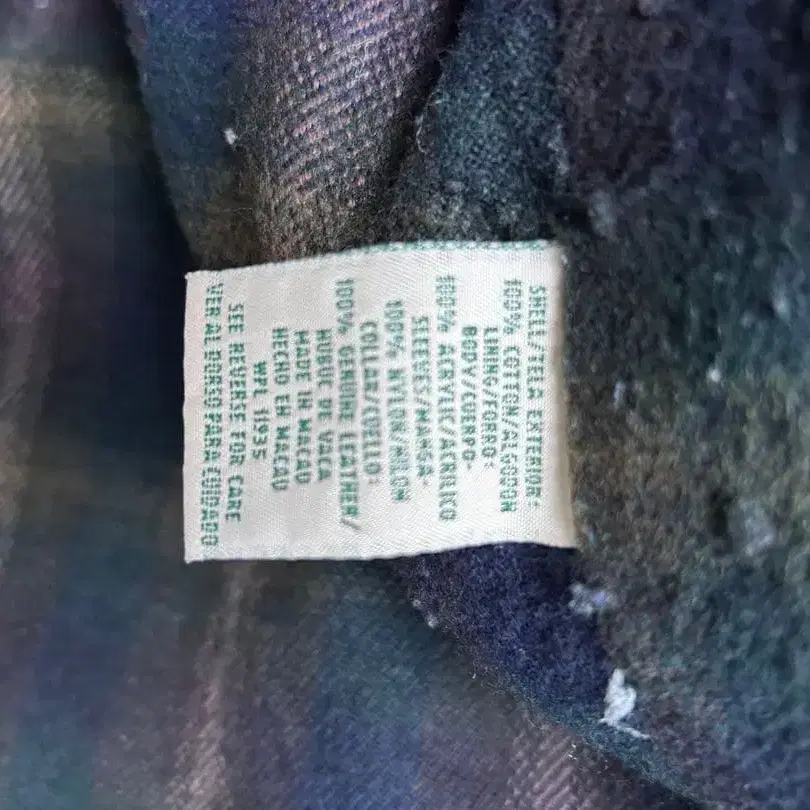 SHELL/TELA EXTERIOR:
100% COTTON/ALGODON
LINING/FORRO:
BODY/CUERPO-
100% ACRYLIC/ACRILICO
SLEEVES/MANGA-
100% NYLON/NILON
COLLAR/CUELLO:
100% GENUINE LEATHER/
NUBUC DE VACA
MADE IN MACAU
HECHO EN MACAU
WPL 11935
SEE REVERSE FOR CARE
VER AL DORSO PARA CUIDADO